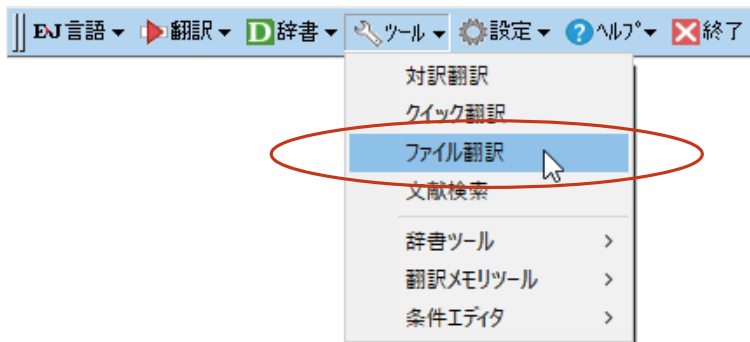 EJ 言語 翻訳 D 辞書 ツール 設定 ? ヘルプ 終了
対訳翻訳
クイック翻訳
ファイル翻訳
文献検索
辞書ツール
翻訳メモリツール
条件エディタ